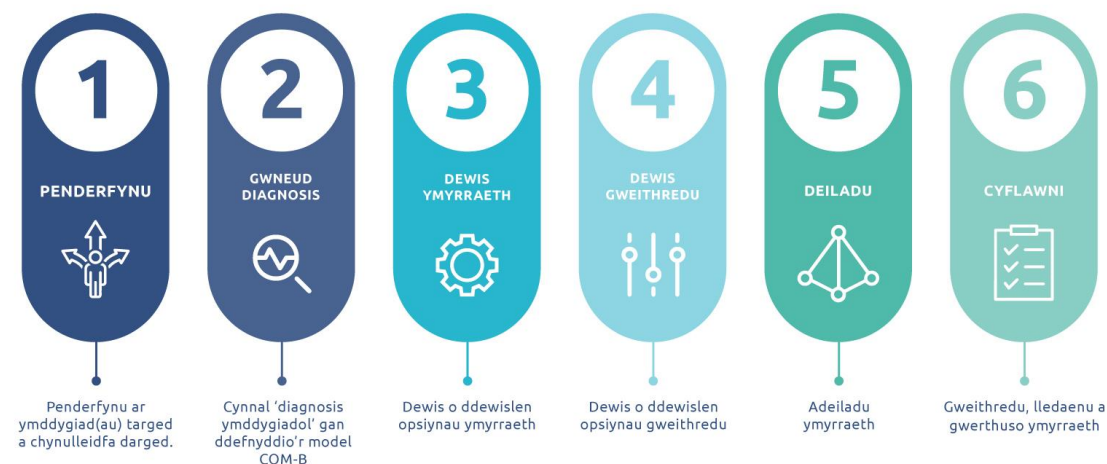 1
PENDERFYNU
Penderfynu ar
ymddygiad(au) targed
a chynulleidfa darged.
2
GWNEUD
DIAGNOSIS
Cynnal ‘diagnosis
ymddygiadol’ gan
ddefnyddio’r model
COM-B
3
DEWIS
YMYRRAETH
Dewis o ddewislen
opsiynau ymyrraeth
4
DEWIS
GWEITHREDU
Dewis o ddewislen
opsiynau gweithredu
5
DEILADU
Adeiladu
ymyrraeth
6
CYFLAWNI
Gweithredu, lledaenu a
gwerthuso ymyrraeth